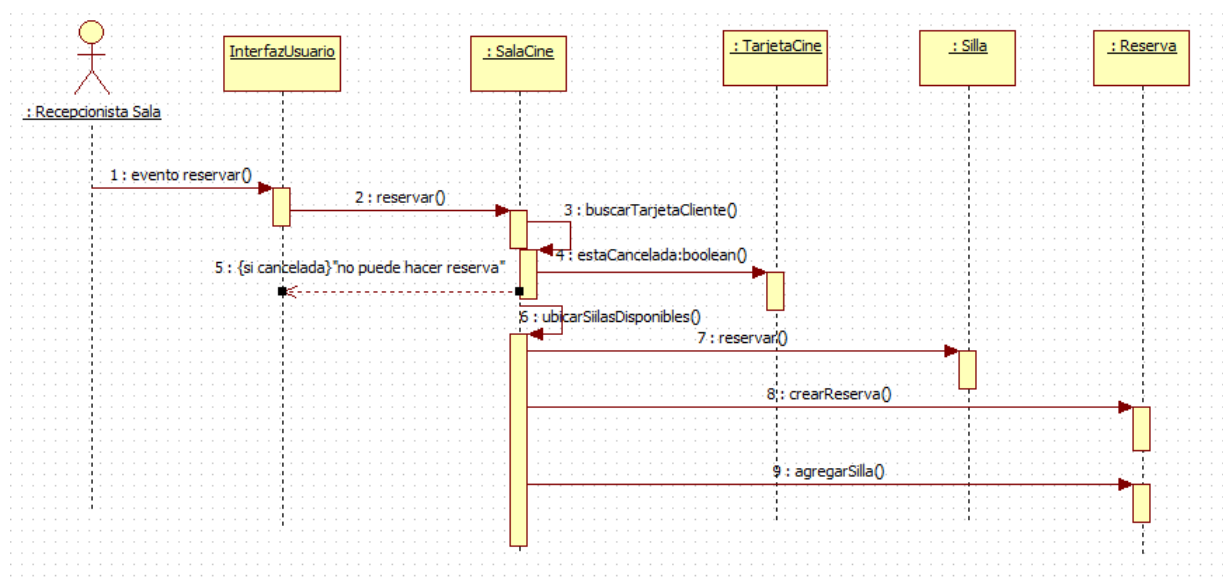 InterfazUsuario
: SalaCine
: TarjetaCine
: Silla
: Reserva
: Recepcionista Sala
1 : evento reservar()
2 : reservar()
3 : buscarTarjetaCliente()
4 : estaCancelada:boolean()
5 : {si cancelada}"no puede hacer reserva"
6 : ubicarSiilasDisponibles()
7 : reservar()
8 : crearReserva()
9 : agregarSilla()